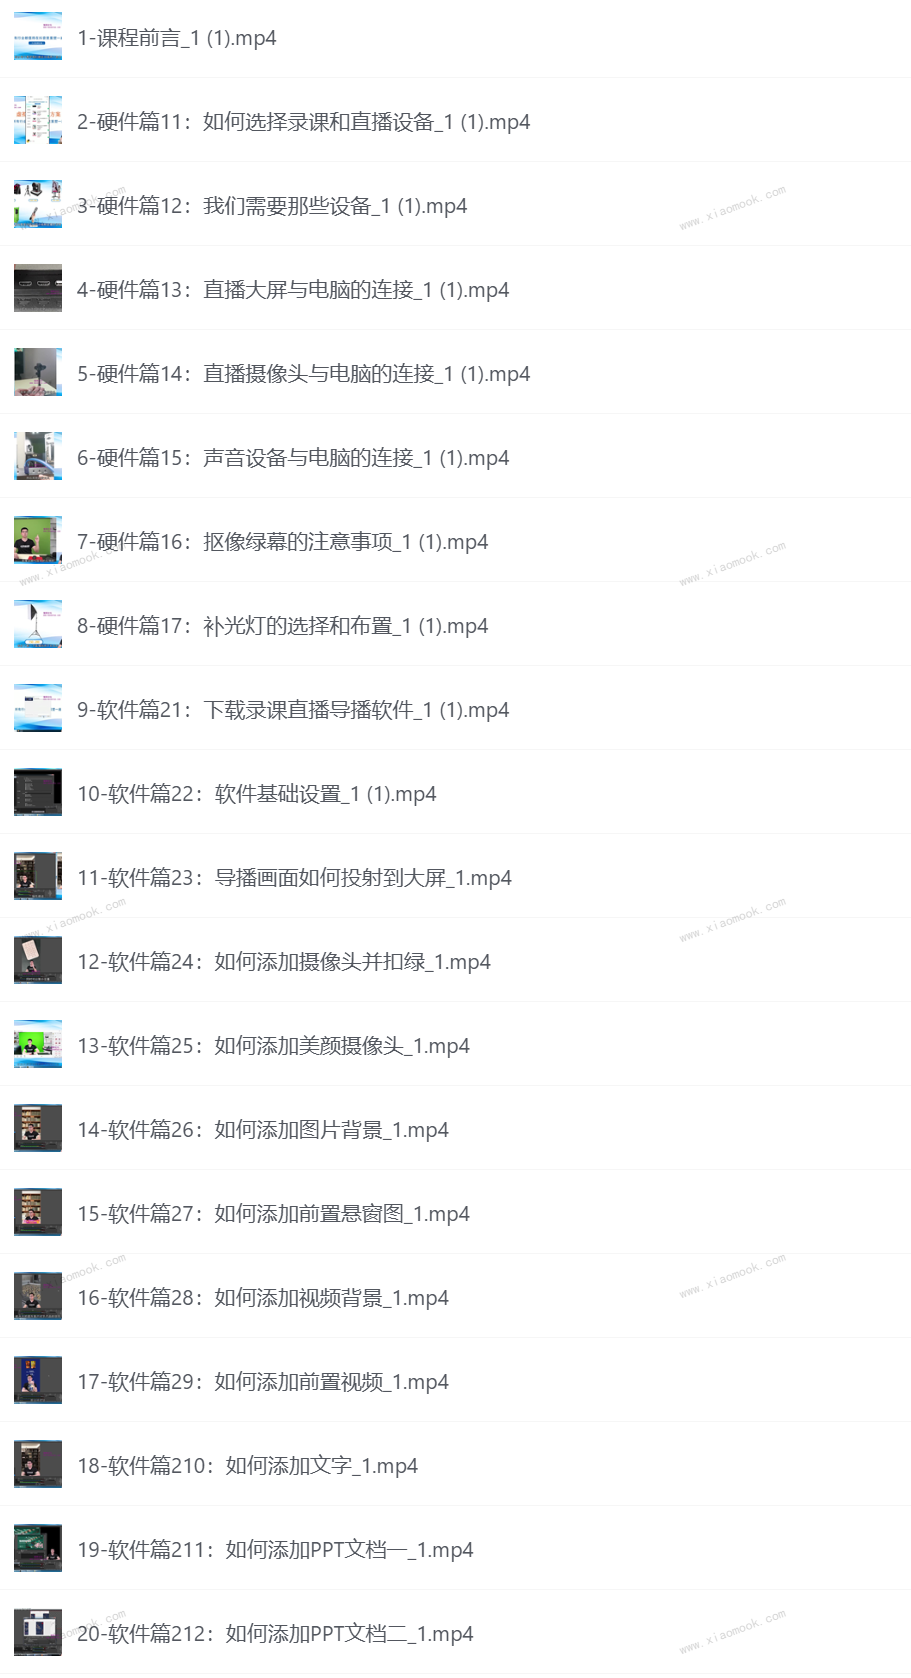 1-课程前言_1 (1).mp4
2-硬件篇11：如何选择录课和直播设备_1 (1).mp4
3-硬件篇12：我们需要那些设备_1 (1).mp4
www.xiaomook.com
4-硬件篇13：直播大屏与电脑的连接_1 (1).mp4
5-硬件篇14：直播摄像头与电脑的连接_1 (1).mp4
6-硬件篇15：声音设备与电脑的连接_1 (1).mp4
7-硬件篇16：抠像绿幕的注意事项_1 (1).mp4
www.xiaomook.com
www.xiaomook.com
8-硬件篇17：补光灯的选择和布置_1 (1).mp4
9-软件篇21：下载录课直播导播软件_1 (1).mp4
10-软件篇22：软件基础设置_1 (1).mp4
11-软件篇23：导播画面如何投射到大屏_1.mp4
www.xiaomook.com
www.xiaomook.com
12-软件篇24：如何添加摄像头并扣绿_1.mp4
13-软件篇25：如何添加美颜摄像头_1.mp4
14-软件篇26：如何添加图片背景_1.mp4
15-软件篇27：如何添加前置悬窗图_1.mp4
16-软件篇28：如何添加视频背景_1.mp4
www.xiaomook.com
17-软件篇29：如何添加前置视频_1.mp4
18-软件篇210：如何添加文字_1.mp4
19-软件篇211：如何添加PPT文档一_1.mp4
20-软件篇212：如何添加PPT文档二_1.mp4
www.xiaomook.com